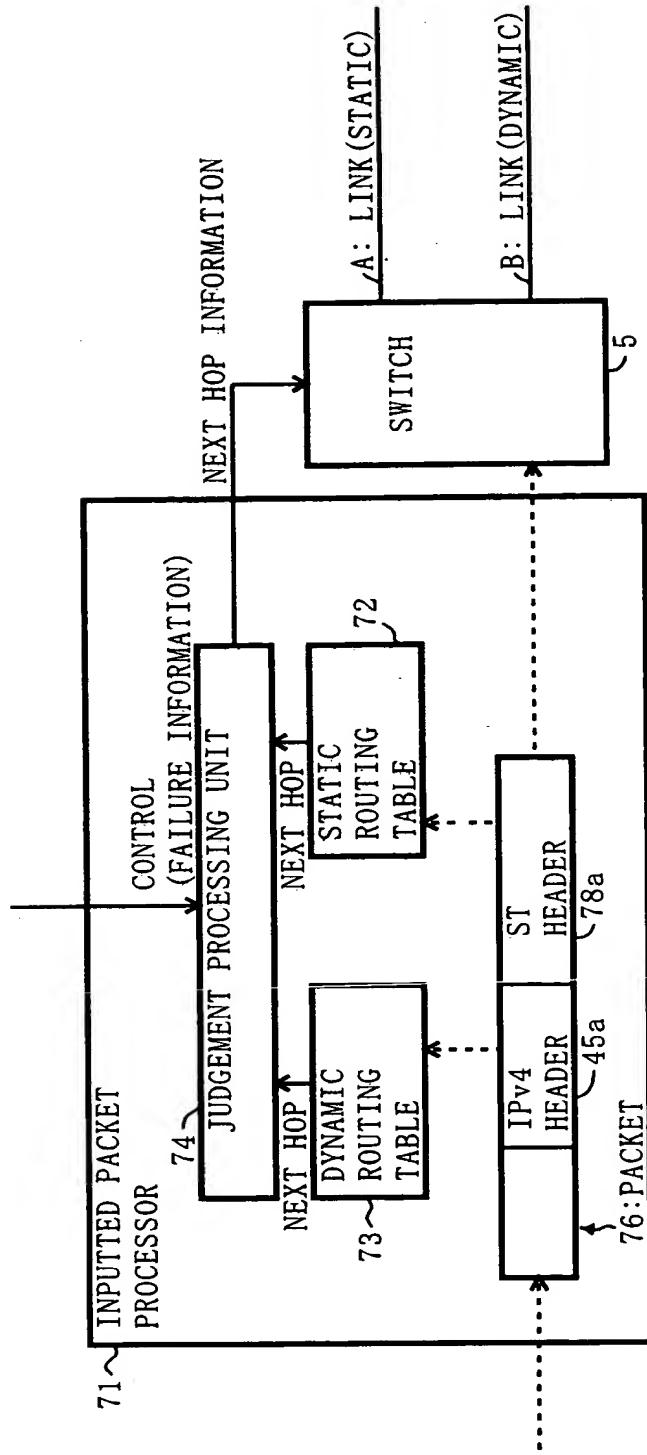 71
INPUTTED PACKET
PROCESSOR
CONTROL
(FAILURE INFORMATION)
74
JUDGEMENT PROCESSING UNIT
NEXT HOP INFORMATION
NEXT HOP
NEXT HOP
73
DYNAMIC
ROUTING
TABLE
72
STATIC
ROUTING
TABLE
IPv4
HEADER
45a
ST
HEADER
78a
76:PACKET
SWITCH
5
A: LINK(STATIC)
B: LINK(DYNAMIC)